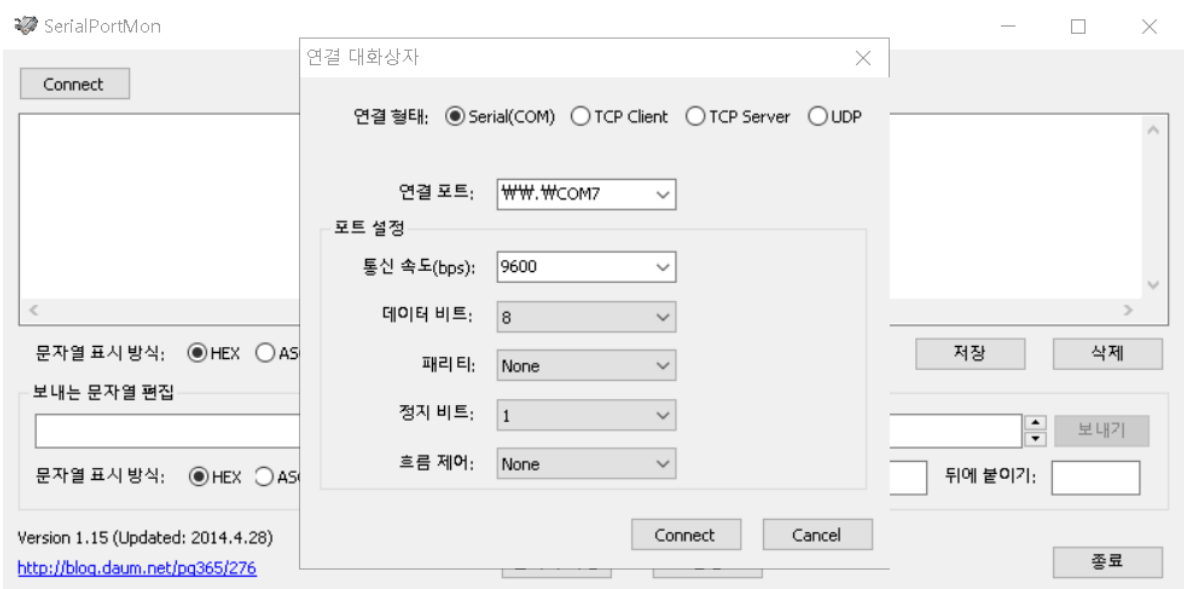 SerialPortMon
연결 대화상자
Connect
연결 형태: Serial(COM) TCP Client TCP Server UDP
연결 포트: ₩₩.₩COM7
포트 설정
통신 속도(bps): 9600
데이터 비트: 8
패리티: None
정지 비트: 1
흐름 제어: None
Connect Cancel
문자열 표시 방식: HEX
저장 삭제
보내는 문자열 편집
보내기
문자열 표시 방식: HEX
뒤에 붙이기:
Version 1.15 (Updated: 2014.4.28)
http://blog.daum.net/pg365/276
종료